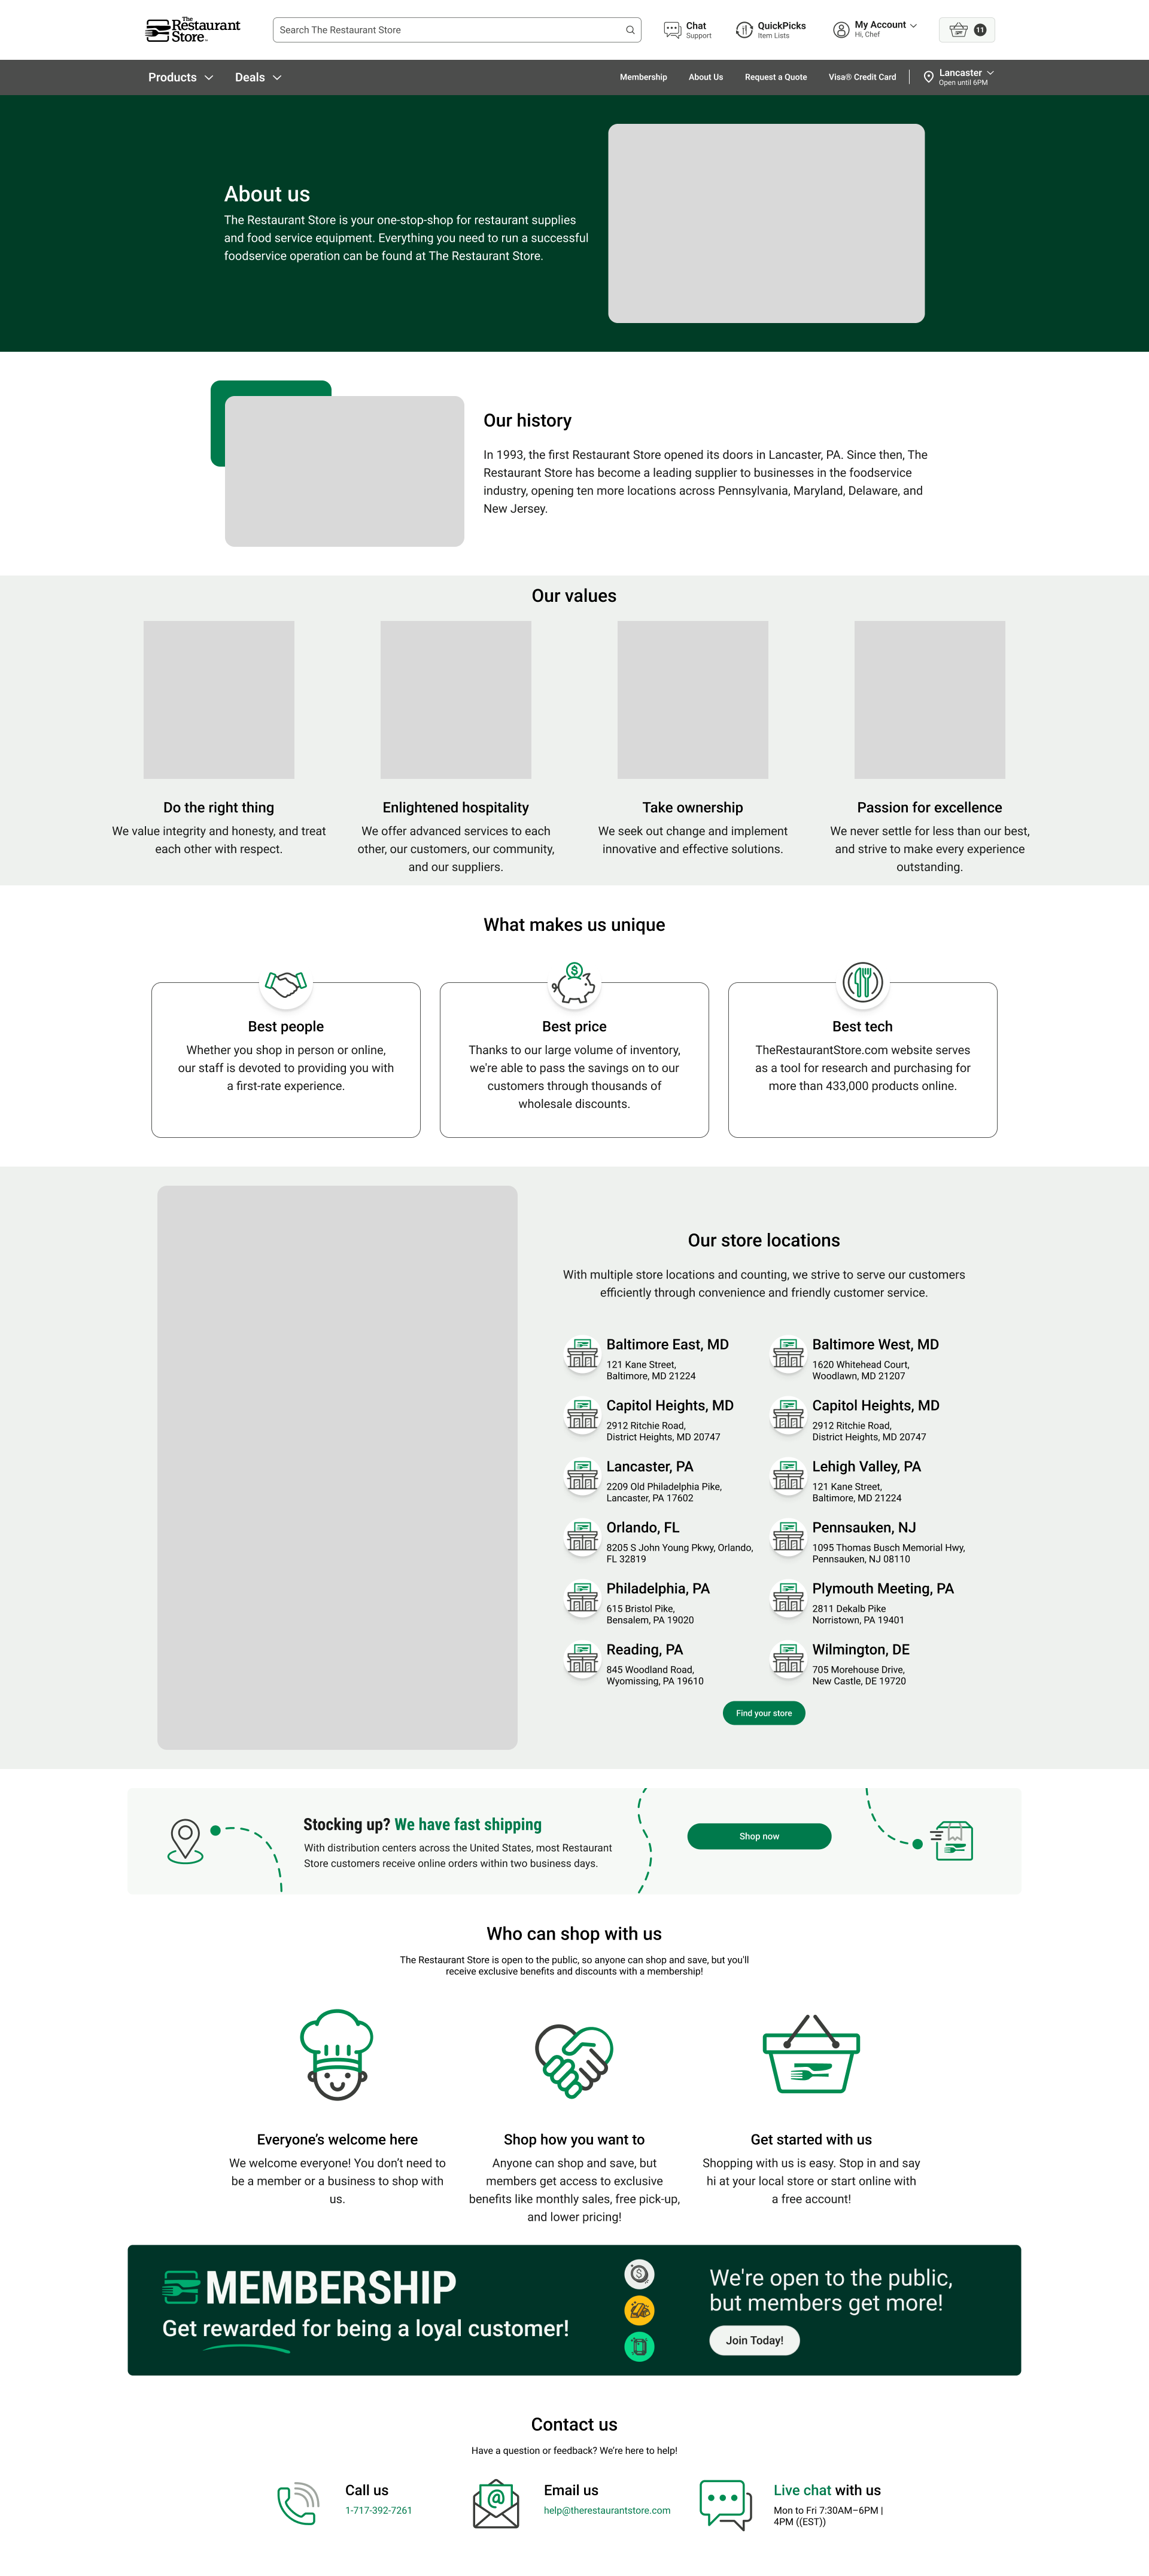 The
Restaurant
Store™
Search The Restaurant Store
Chat
Support
QuickPicks
Item Lists
My Account
Hi, Chef
11
Products
Deals
Membership
About Us
Request a Quote
Visa® Credit Card
Lancaster
Open until 6PM
About us
The Restaurant Store is your one-stop-shop for restaurant supplies
and food service equipment. Everything you need to run a successful
foodservice operation can be found at The Restaurant Store.
Our history
In 1993, the first Restaurant Store opened its doors in Lancaster, PA. Since then, The
Restaurant Store has become a leading supplier to businesses in the foodservice
industry, opening ten more locations across Pennsylvania, Maryland, Delaware, and
New Jersey.
Our values
Do the right thing
We value integrity and honesty, and treat
each other with respect.
Enlightened hospitality
We offer advanced services to each
other, our customers, our community,
and our suppliers.
Take ownership
We seek out change and implement
innovative and effective solutions.
Passion for excellence
We never settle for less than our best,
and strive to make every experience
outstanding.
What makes us unique
Best people
Whether you shop in person or online,
our staff is devoted to providing you with
a first-rate experience.
$
Best price
Thanks to our large volume of inventory,
we're able to pass the savings on to our
customers through thousands of
wholesale discounts.
Best tech
TheRestaurantStore.com website serves
as a tool for research and purchasing for
more than 433,000 products online.
Our store locations
With multiple store locations and counting, we strive to serve our customers
efficiently through convenience and friendly customer service.
Baltimore East, MD
121 Kane Street,
Baltimore, MD 21224
Baltimore West, MD
1620 Whitehead Court,
Woodlawn, MD 21207
Capitol Heights, MD
2912 Ritchie Road,
District Heights, MD 20747
Capitol Heights, MD
2912 Ritchie Road,
District Heights, MD 20747
Lancaster, PA
2209 Old Philadelphia Pike,
Lancaster, PA 17602
Lehigh Valley, PA
121 Kane Street,
Baltimore, MD 21224
Orlando, FL
8205 S John Young Pkwy, Orlando,
FL 32819
Pennsauken, NJ
1095 Thomas Busch Memorial Hwy,
Pennsauken, NJ 08110
Philadelphia, PA
615 Bristol Pike,
Bensalem, PA 19020
Plymouth Meeting, PA
2811 Dekalb Pike
Norristown, PA 19401
Reading, PA
845 Woodland Road,
Wyomissing, PA 19610
Wilmington, DE
705 Morehouse Drive,
New Castle, DE 19720
Find your store
Stocking up? We have fast shipping
With distribution centers across the United States, most Restaurant
Store customers receive online orders within two business days.
Shop now
Who can shop with us
The Restaurant Store is open to the public, so anyone can shop and save, but you'll
receive exclusive benefits and discounts with a membership!
Everyone’s welcome here
We welcome everyone! You don’t need to
be a member or a business to shop with
us.
Shop how you want to
Anyone can shop and save, but
members get access to exclusive
benefits like monthly sales, free pick-up,
and lower pricing!
Get started with us
Shopping with us is easy. Stop in and say
hi at your local store or start online with
a free account!
MEMBERSHIP
Get rewarded for being a loyal customer!
$
We're open to the public,
but members get more!
Join Today!
Contact us
Have a question or feedback? We’re here to help!
Call us
1-717-392-7261
@
Email us
help@therestaurantstore.com
Live chat with us
Mon to Fri 7:30AM–6PM |
4PM ((EST))